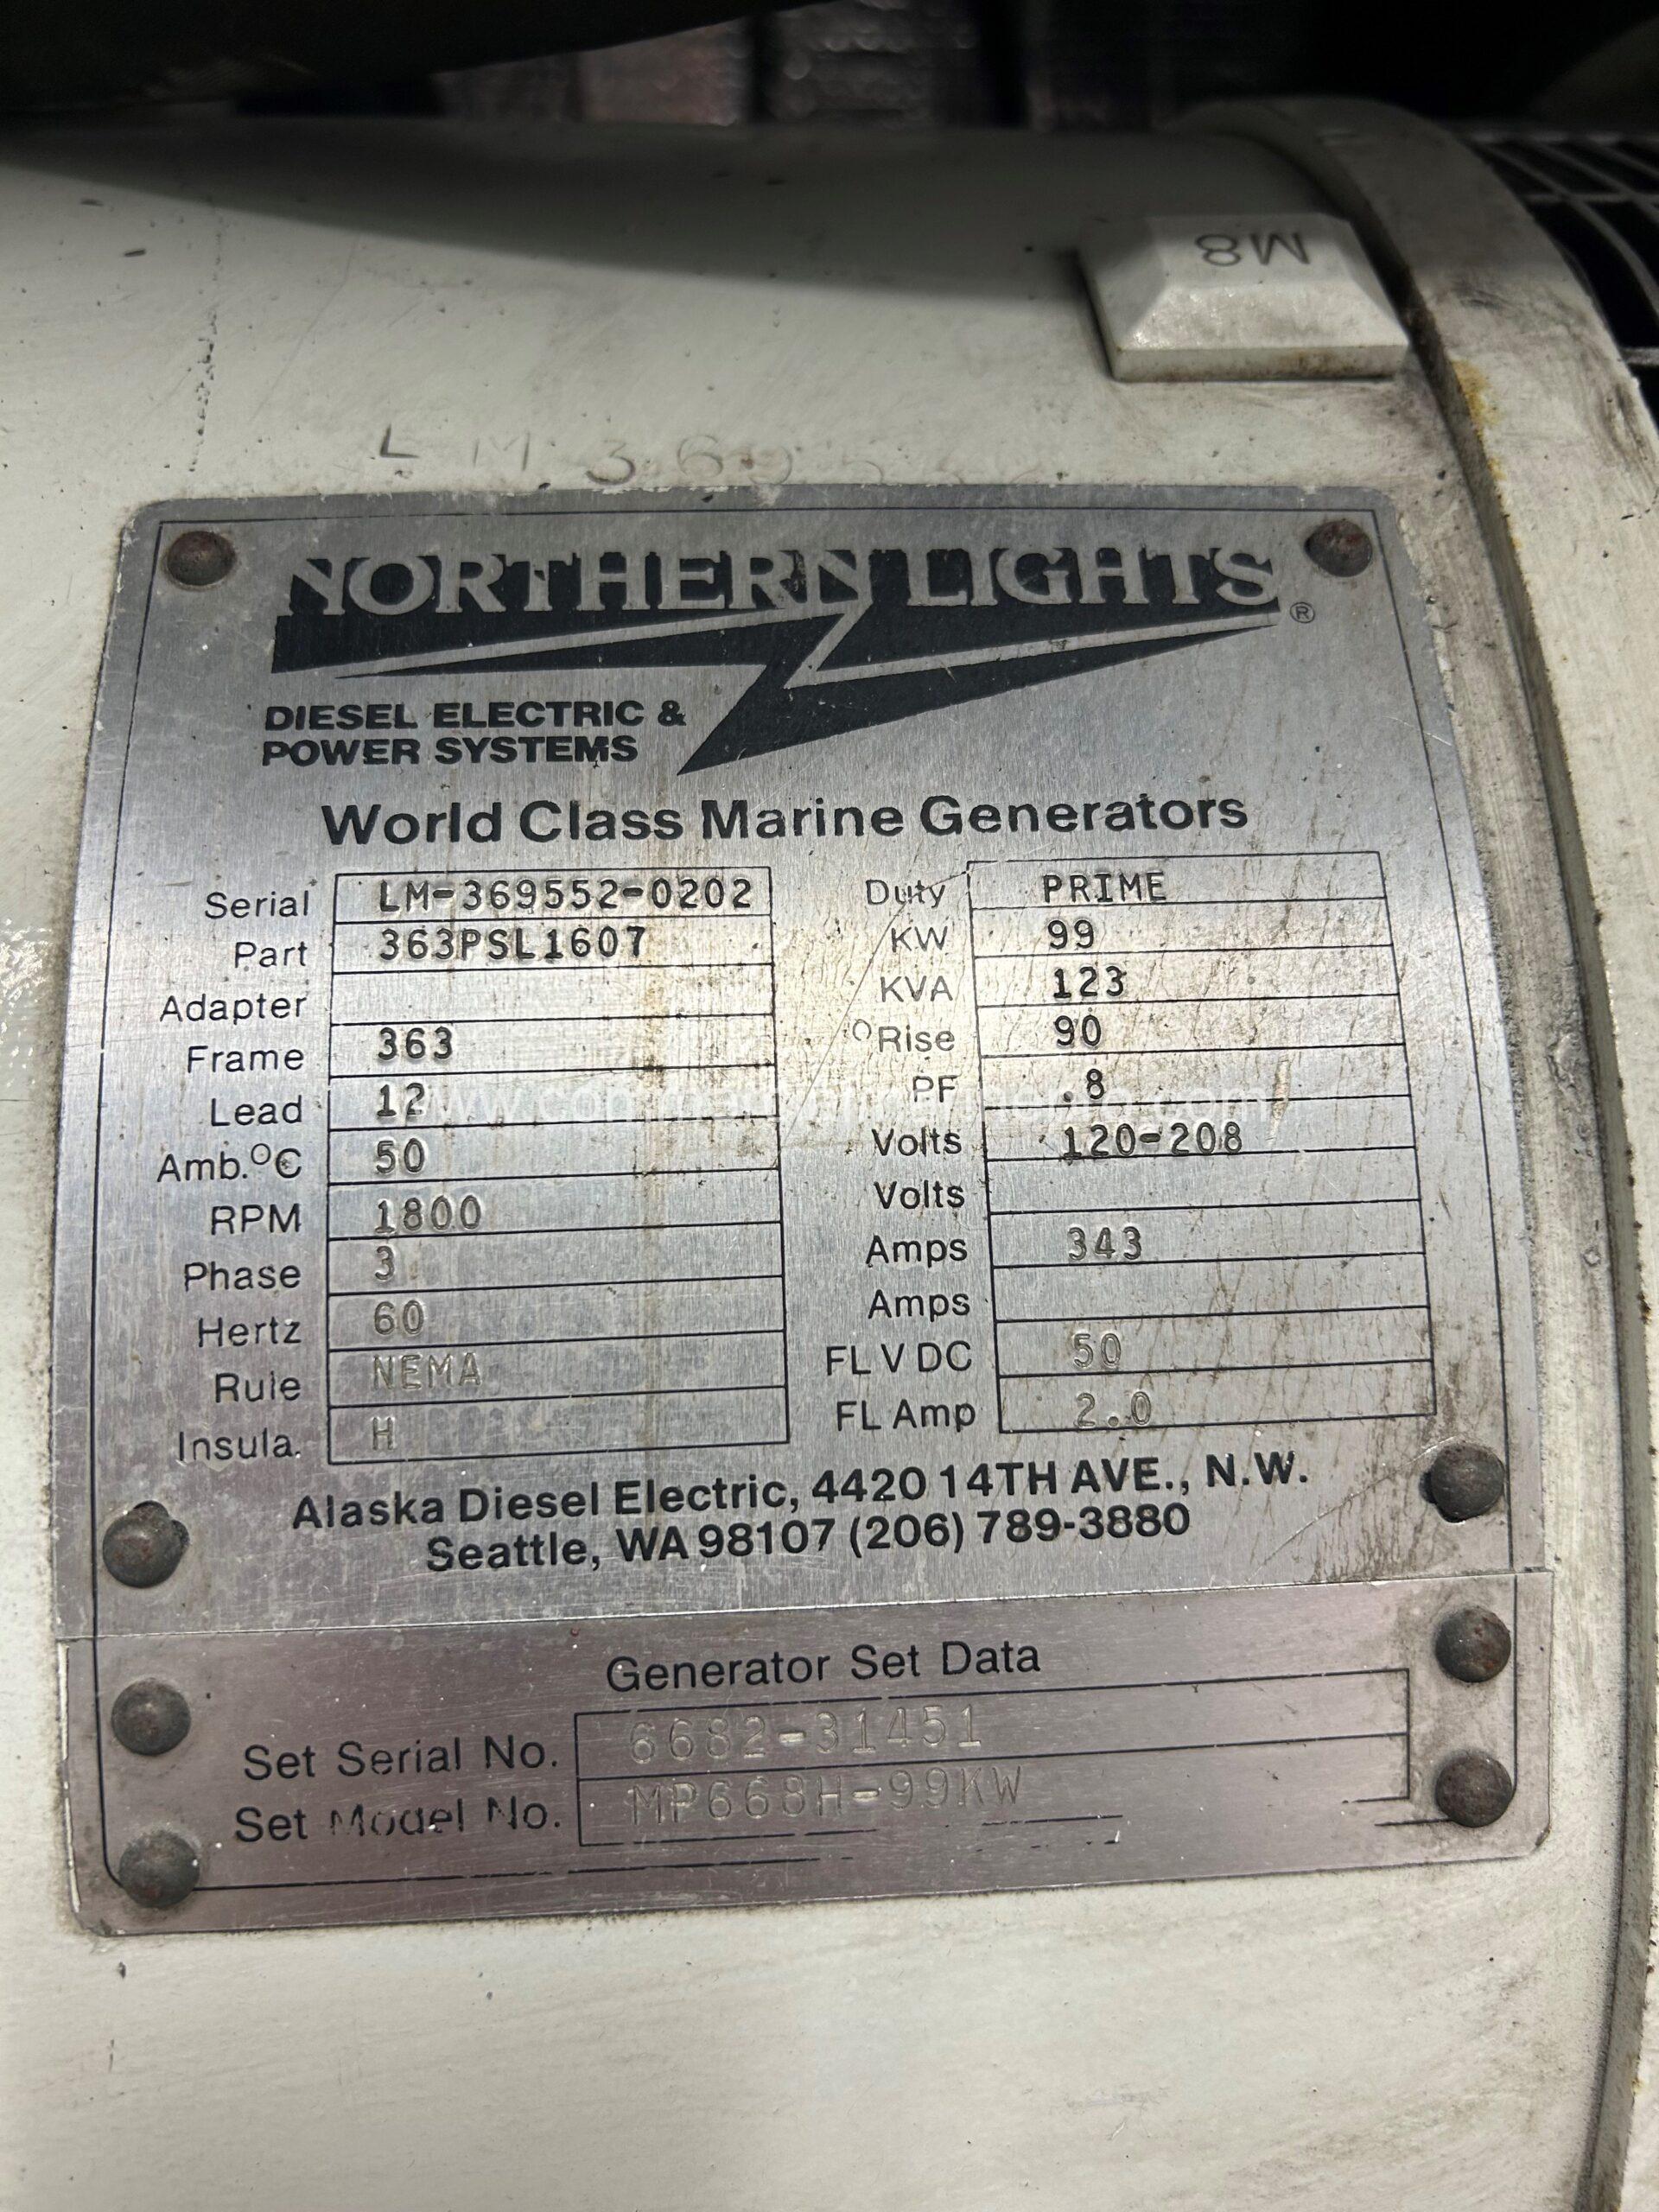 M8
LM 369
NORTHERN LIGHTS®
DIESEL ELECTRIC &
POWER SYSTEMS
World Class Marine Generators
Serial LM-369552-0202
Part 363PSL1607
Adapter
Frame 363
Lead 12
Amb.°C 50
RPM 1800
Phase 3
Hertz 60
Rule NEMA
Insula. H
Duty PRIME
KW 99
KVA 123
°Rise 90
PF .8
Volts 120-208
Volts
Amps 343
Amps
FL V DC 50
FL Amp 2.0
Alaska Diesel Electric, 4420 14TH AVE., N.W.
Seattle, WA 98107 (206) 789-3880
Generator Set Data
Set Serial No. 6682-31451
Set Model No. MP668H-99KW